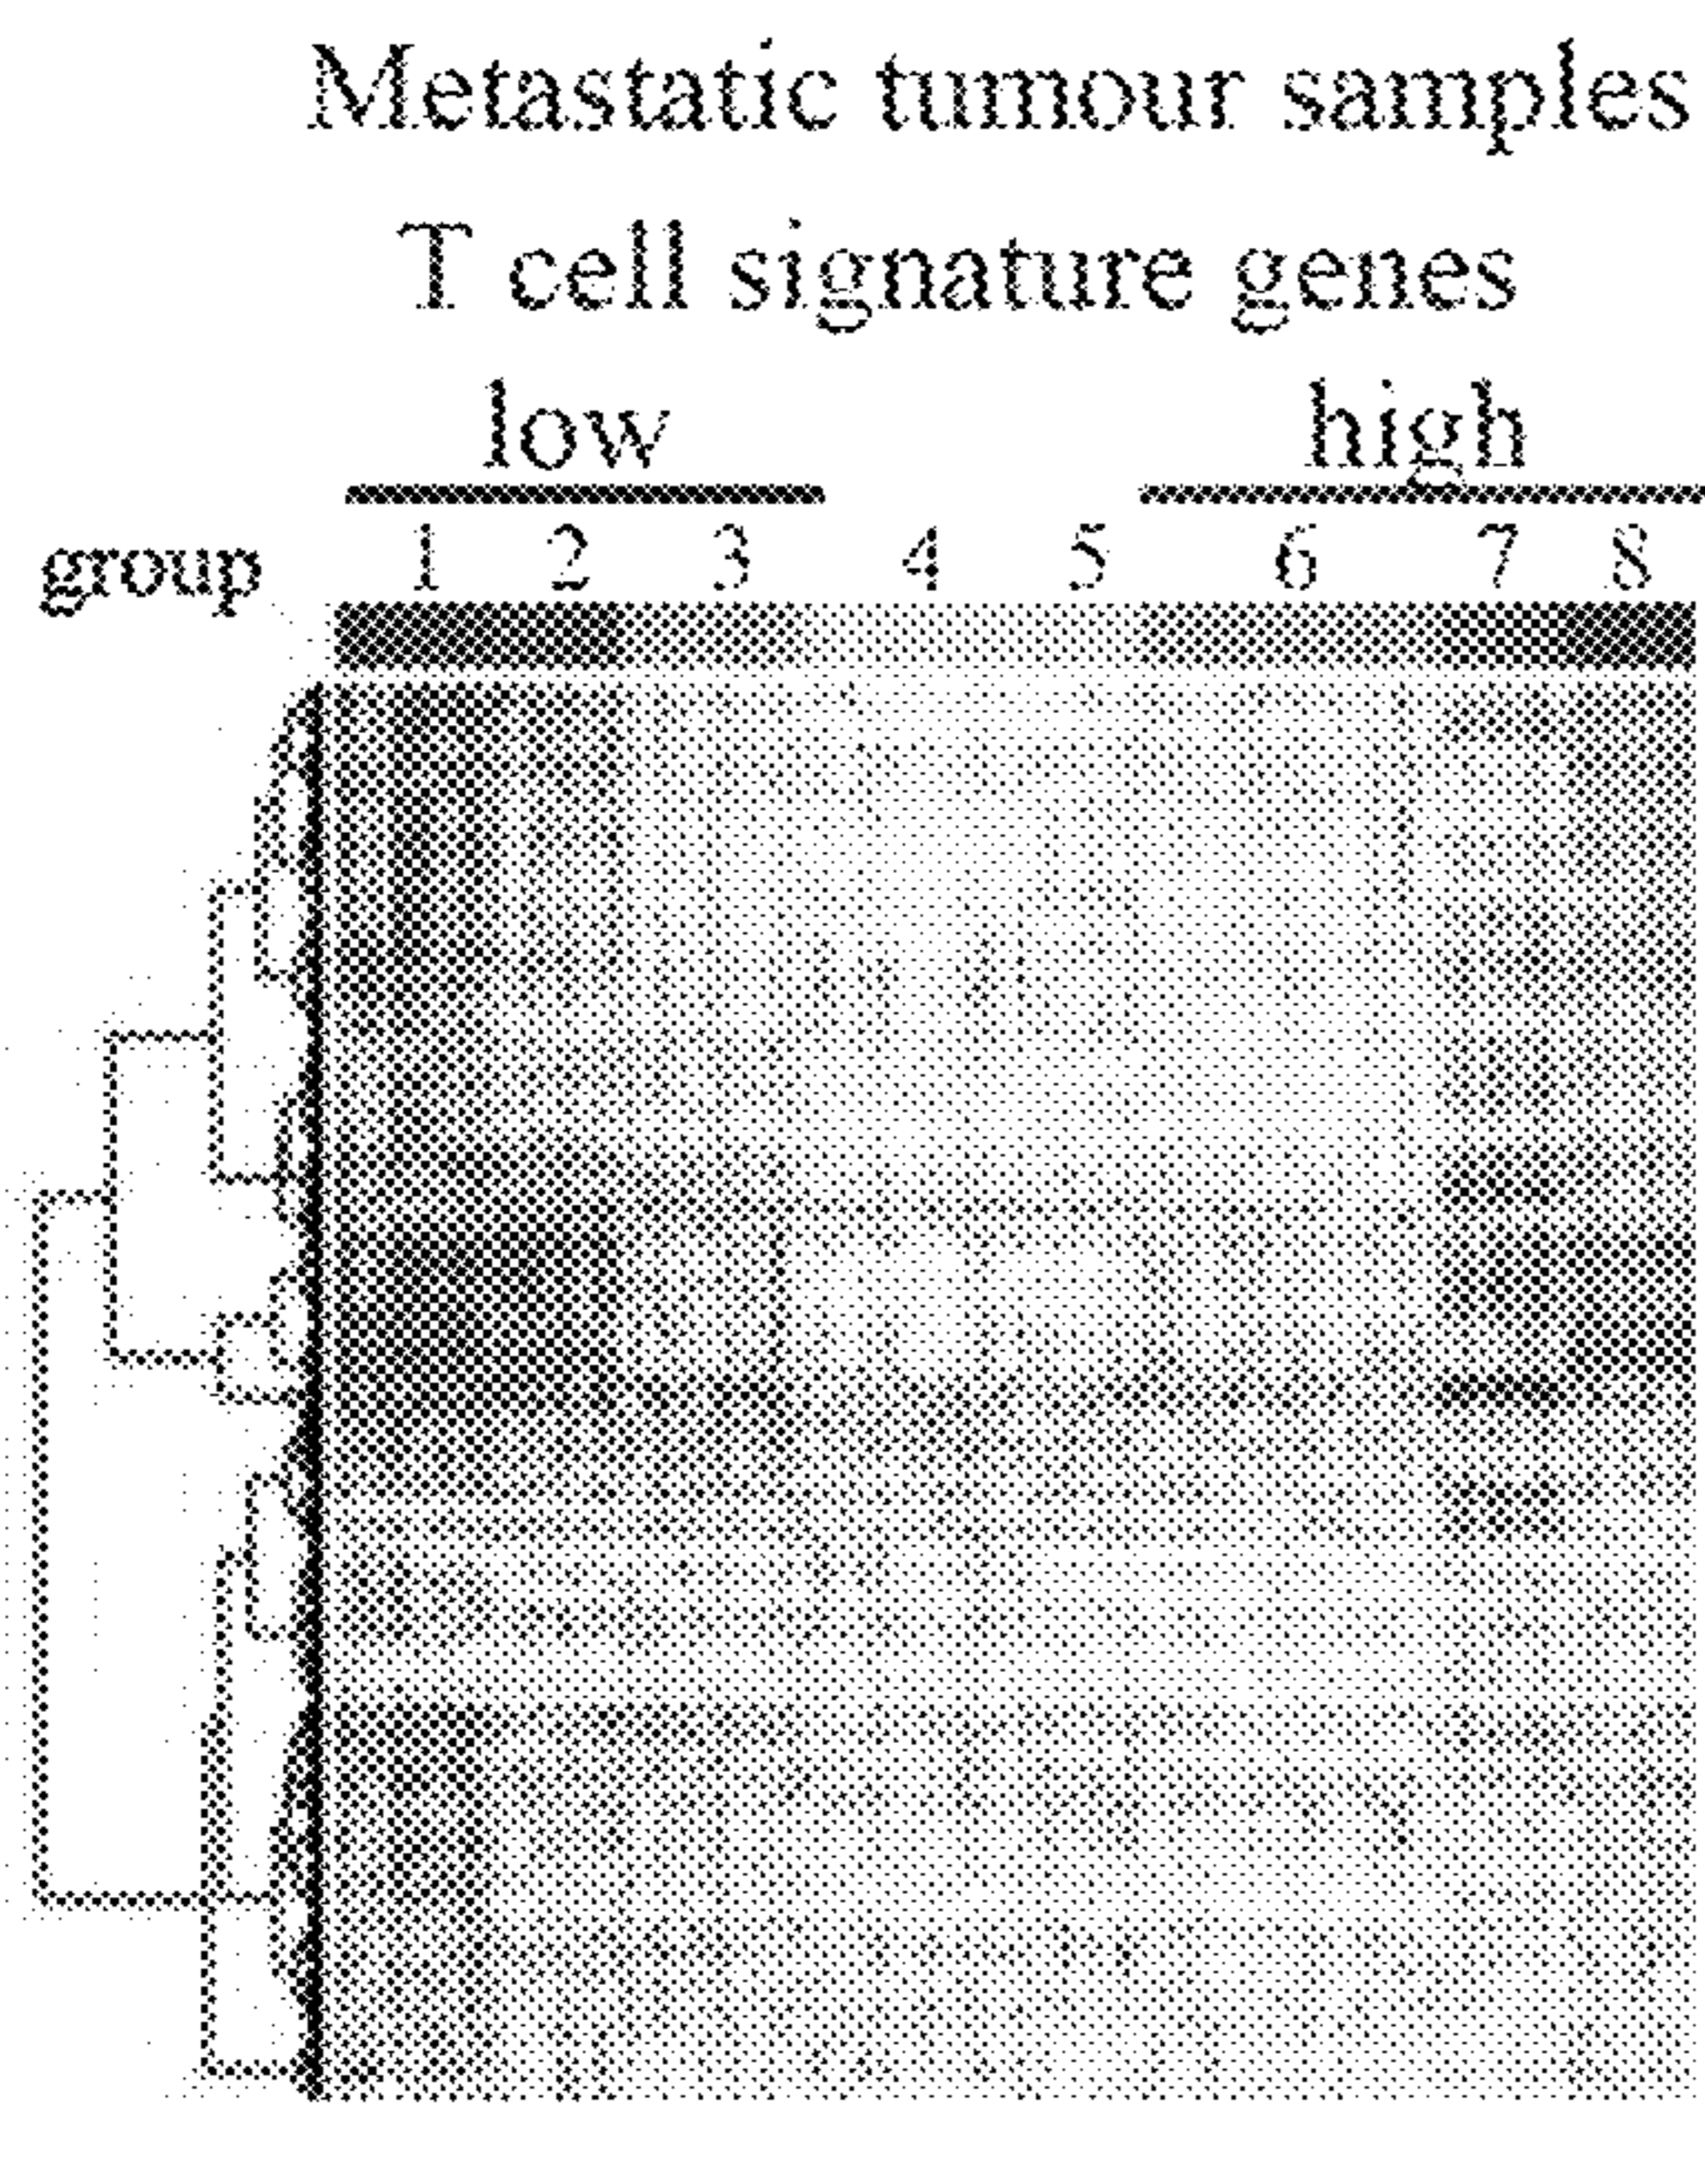 Metastatic tumour samples
T cell signature genes
low high
group 1 2 3 4 5 6 7 8